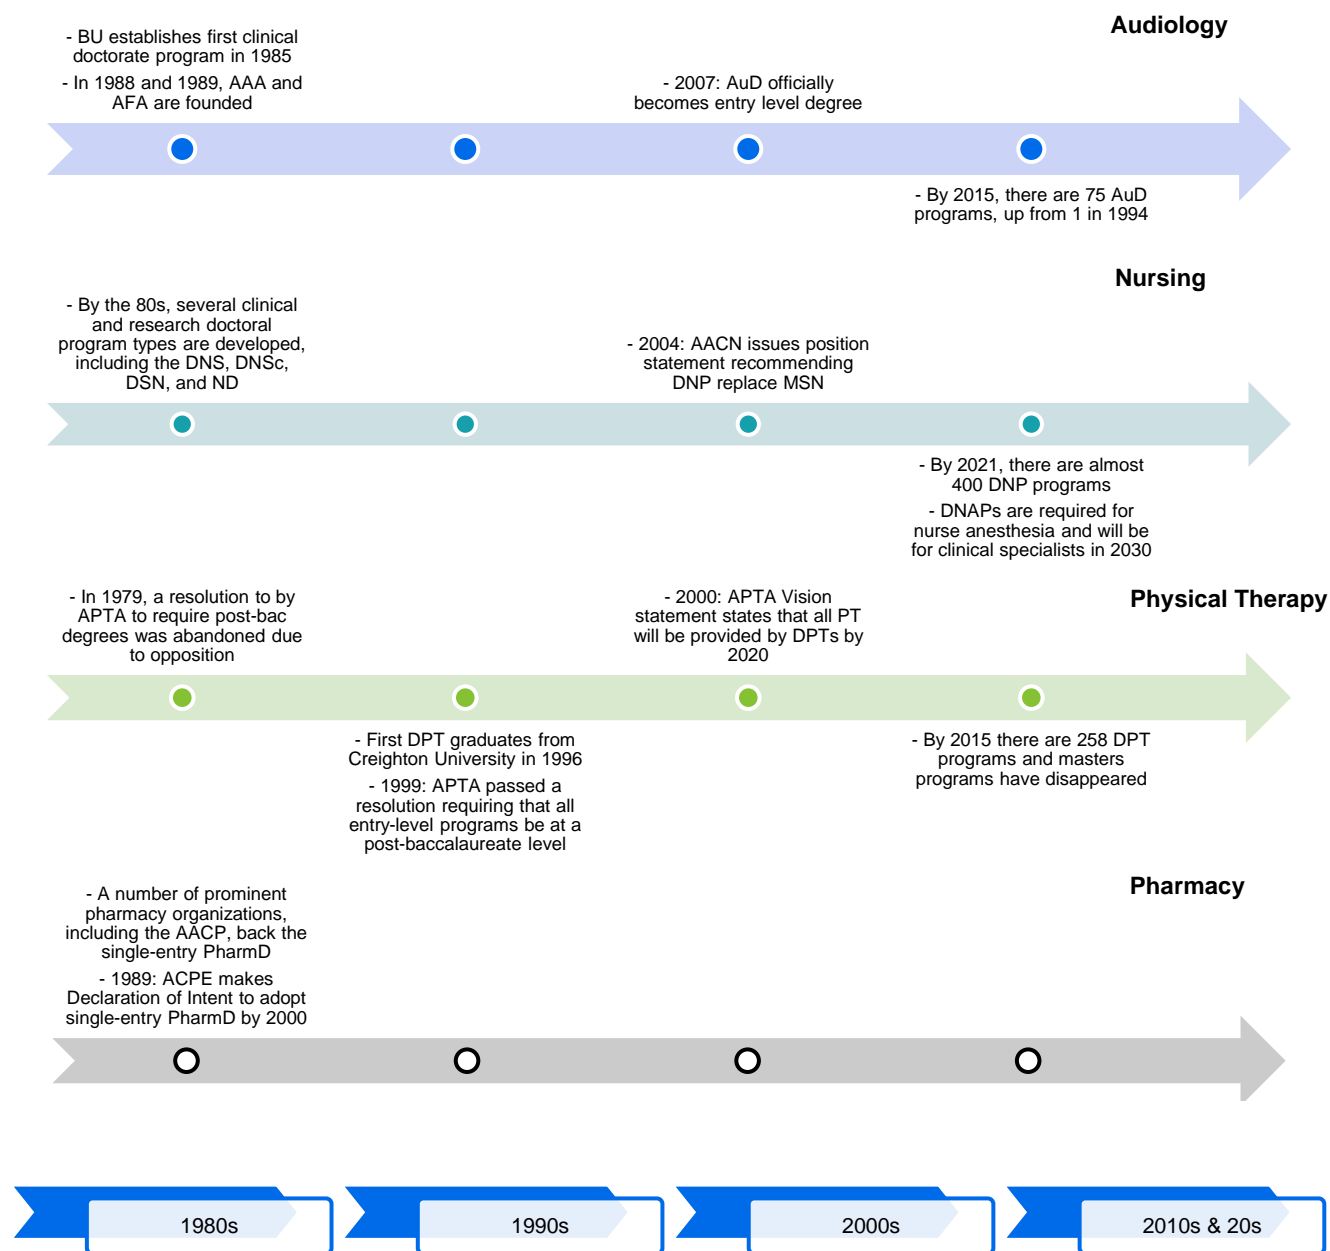 Audiology
- BU establishes first clinical
doctorate program in 1985
- In 1988 and 1989, AAA and
AFA are founded
- 2007: AuD officially
becomes entry level degree
- By 2015, there are 75 AuD
programs, up from 1 in 1994
Nursing
- By the 80s, several clinical
and research doctoral
program types are developed,
including the DNS, DNSc,
DSN, and ND
- 2004: AACN issues position
statement recommending
DNP replace MSN
- By 2021, there are almost
400 DNP programs
- DNAPs are required for
nurse anesthesia and will be
for clinical specialists in 2030
Physical Therapy
- In 1979, a resolution to by
APTA to require post-bac
degrees was abandoned due
to opposition
- First DPT graduates from
Creighton University in 1996
- 1999: APTA passed a
resolution requiring that all
entry-level programs be at a
post-baccalaureate level
- 2000: APTA Vision
statement states that all PT
will be provided by DPTs by
2020
- By 2015 there are 258 DPT
programs and masters
programs have disappeared
Pharmacy
- A number of prominent
pharmacy organizations,
including the AACP, back the
single-entry PharmD
- 1989: ACPE makes
Declaration of Intent to adopt
single-entry PharmD by 2000
1980s
1990s
2000s
2010s & 20s